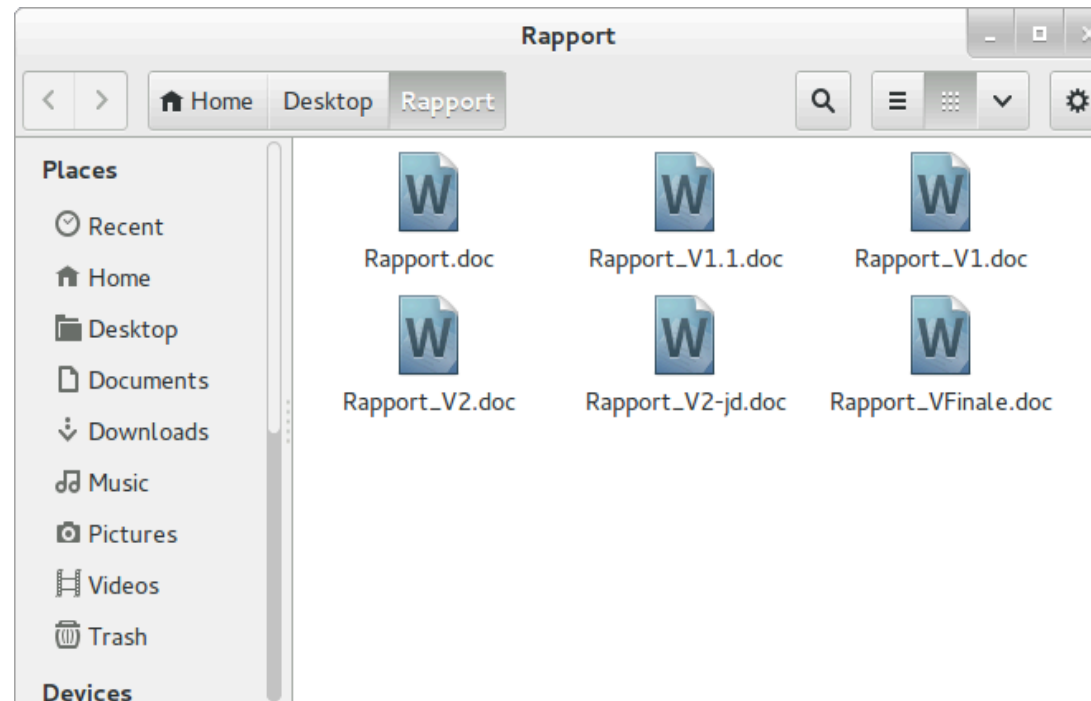 Rapport
Home Desktop Rapport
Places
Recent
Home
Desktop
Documents
Downloads
Music
Pictures
Videos
Trash
Devices
W W W
Rapport.doc Rapport_V1.1.doc Rapport_V1.doc
W W W
Rapport_V2.doc Rapport_V2-jd.doc Rapport_VFinale.doc